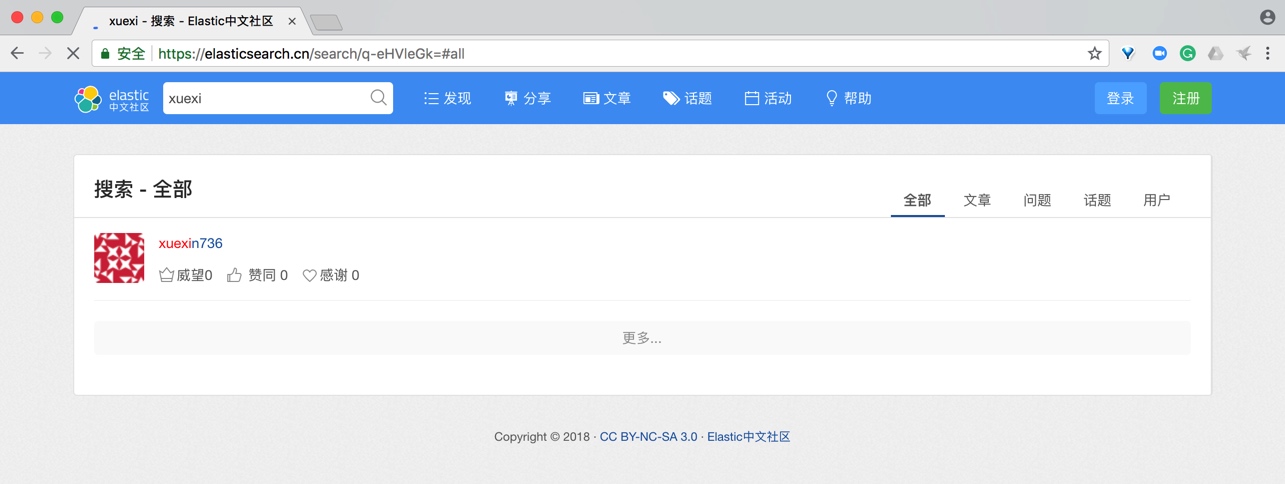 xuexi - 搜索 - Elastic中文社区
安全 https://elasticsearch.cn/search/q-eHVleGk=#all
elastic 中文社区 xuexi 发现 分享 文章 话题 活动 帮助 登录 注册
搜索 - 全部
全部 文章 问题 话题 用户
xuexin736
威望0 赞同 0 感谢 0
更多...
Copyright © 2018 · CC BY-NC-SA 3.0 · Elastic中文社区